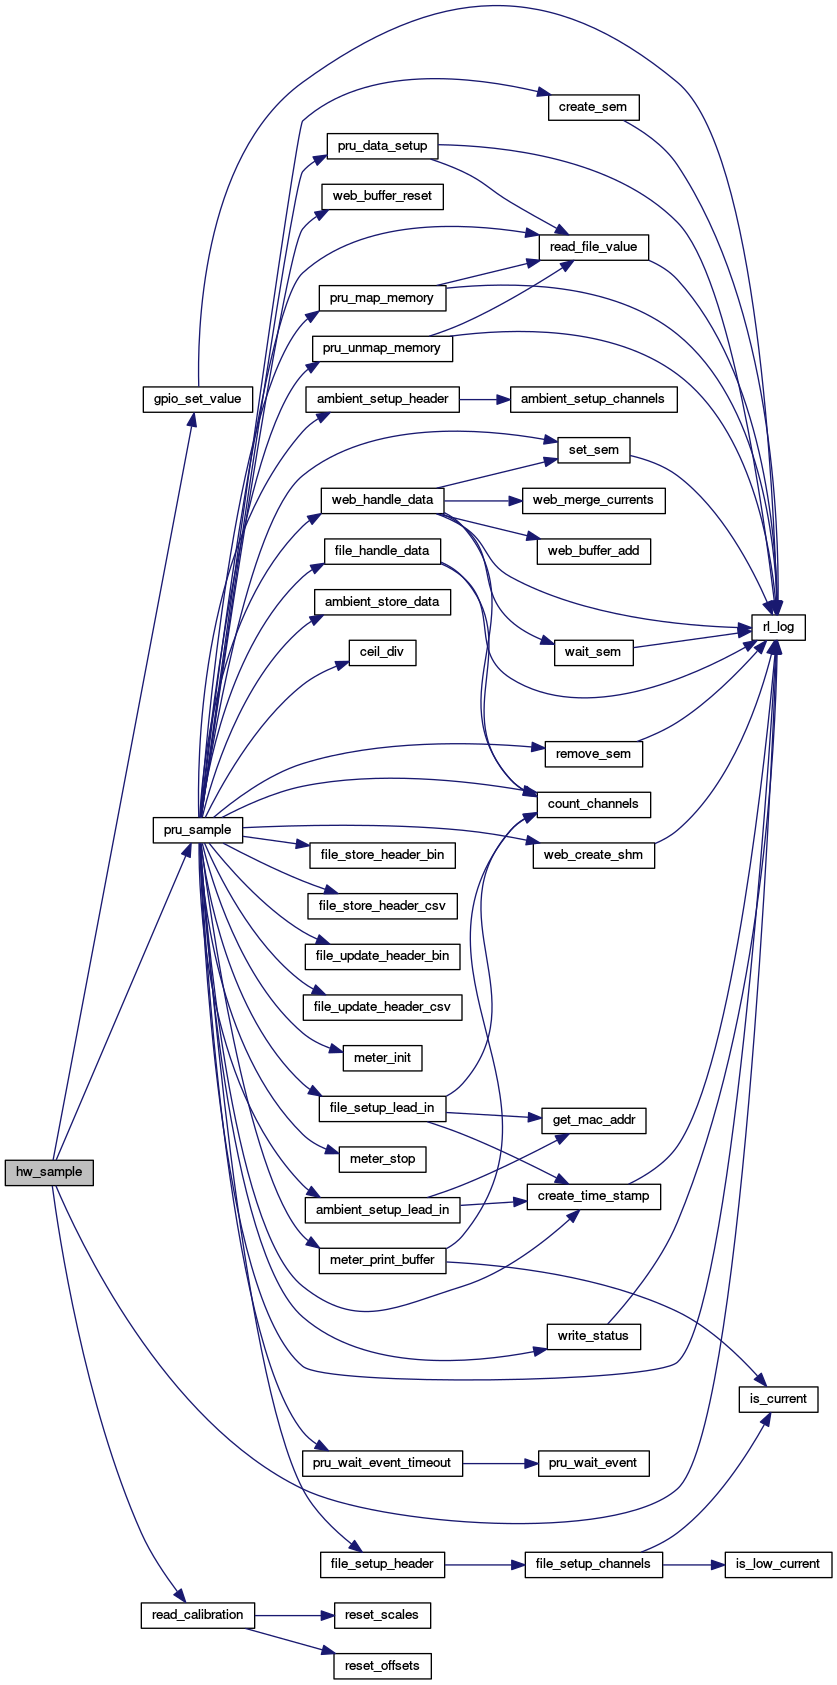 create_sem
pru_data_setup
web_buffer_reset
read_file_value
pru_map_memory
pru_unmap_memory
gpio_set_value
ambient_setup_header
ambient_setup_channels
set_sem
web_handle_data
web_merge_currents
file_handle_data
web_buffer_add
ambient_store_data
rl_log
ceil_div
wait_sem
remove_sem
count_channels
pru_sample
file_store_header_bin
web_create_shm
file_store_header_csv
file_update_header_bin
file_update_header_csv
meter_init
file_setup_lead_in
get_mac_addr
meter_stop
hw_sample
ambient_setup_lead_in
create_time_stamp
meter_print_buffer
write_status
is_current
pru_wait_event_timeout
pru_wait_event
file_setup_header
file_setup_channels
is_low_current
read_calibration
reset_scales
reset_offsets